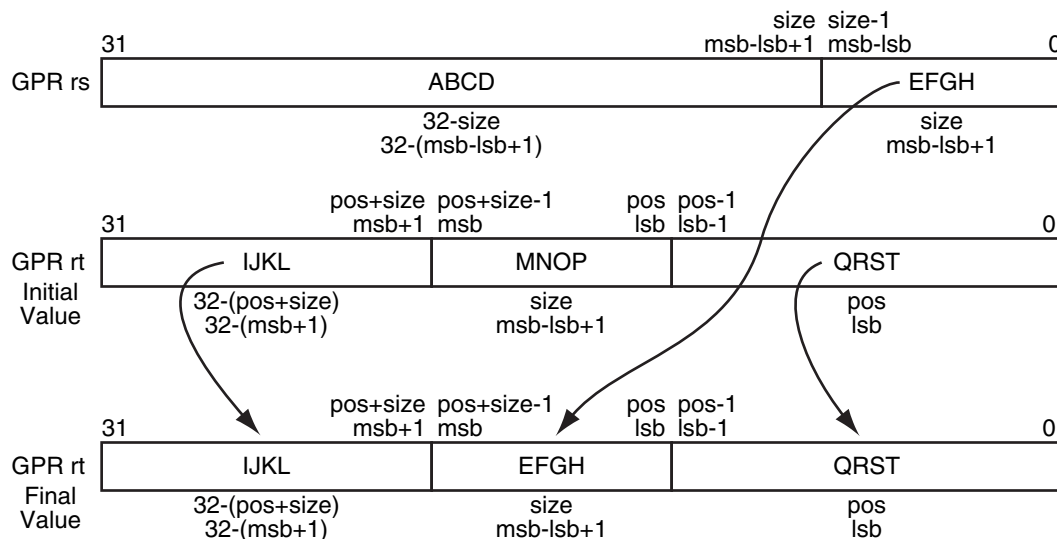 31 size size-1 0
msb-lsb+1 msb-lsb
GPR rs ABCD EFGH
32-size size
32-(msb-lsb+1) msb-lsb+1
pos+size pos+size-1 pos pos-1
31 msb+1 msb lsb lsb-1 0
GPR rt IJKL MNOP QRST
Initial 32-(pos+size) size pos
Value 32-(msb+1) msb-lsb+1 lsb
pos+size pos+size-1 pos pos-1
31 msb+1 msb lsb lsb-1 0
GPR rt IJKL EFGH QRST
Final 32-(pos+size) size pos
Value 32-(msb+1) msb-lsb+1 lsb